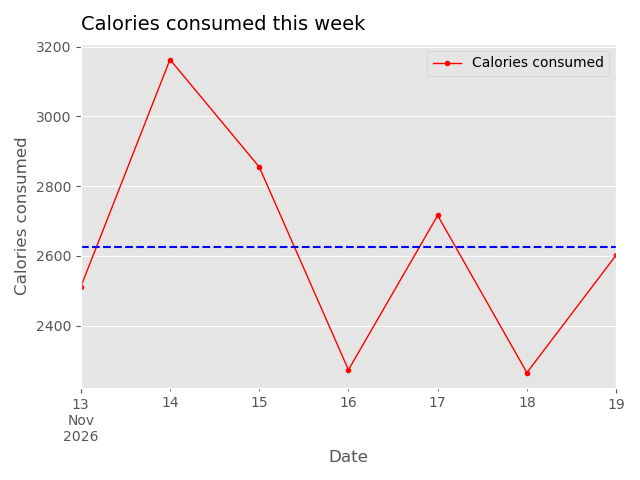 Calories consumed this week
Calories consumed
3200
3000
2800
2600
2400
Calories consumed
13 14 15 16 17 18 19
Nov
2026
Date